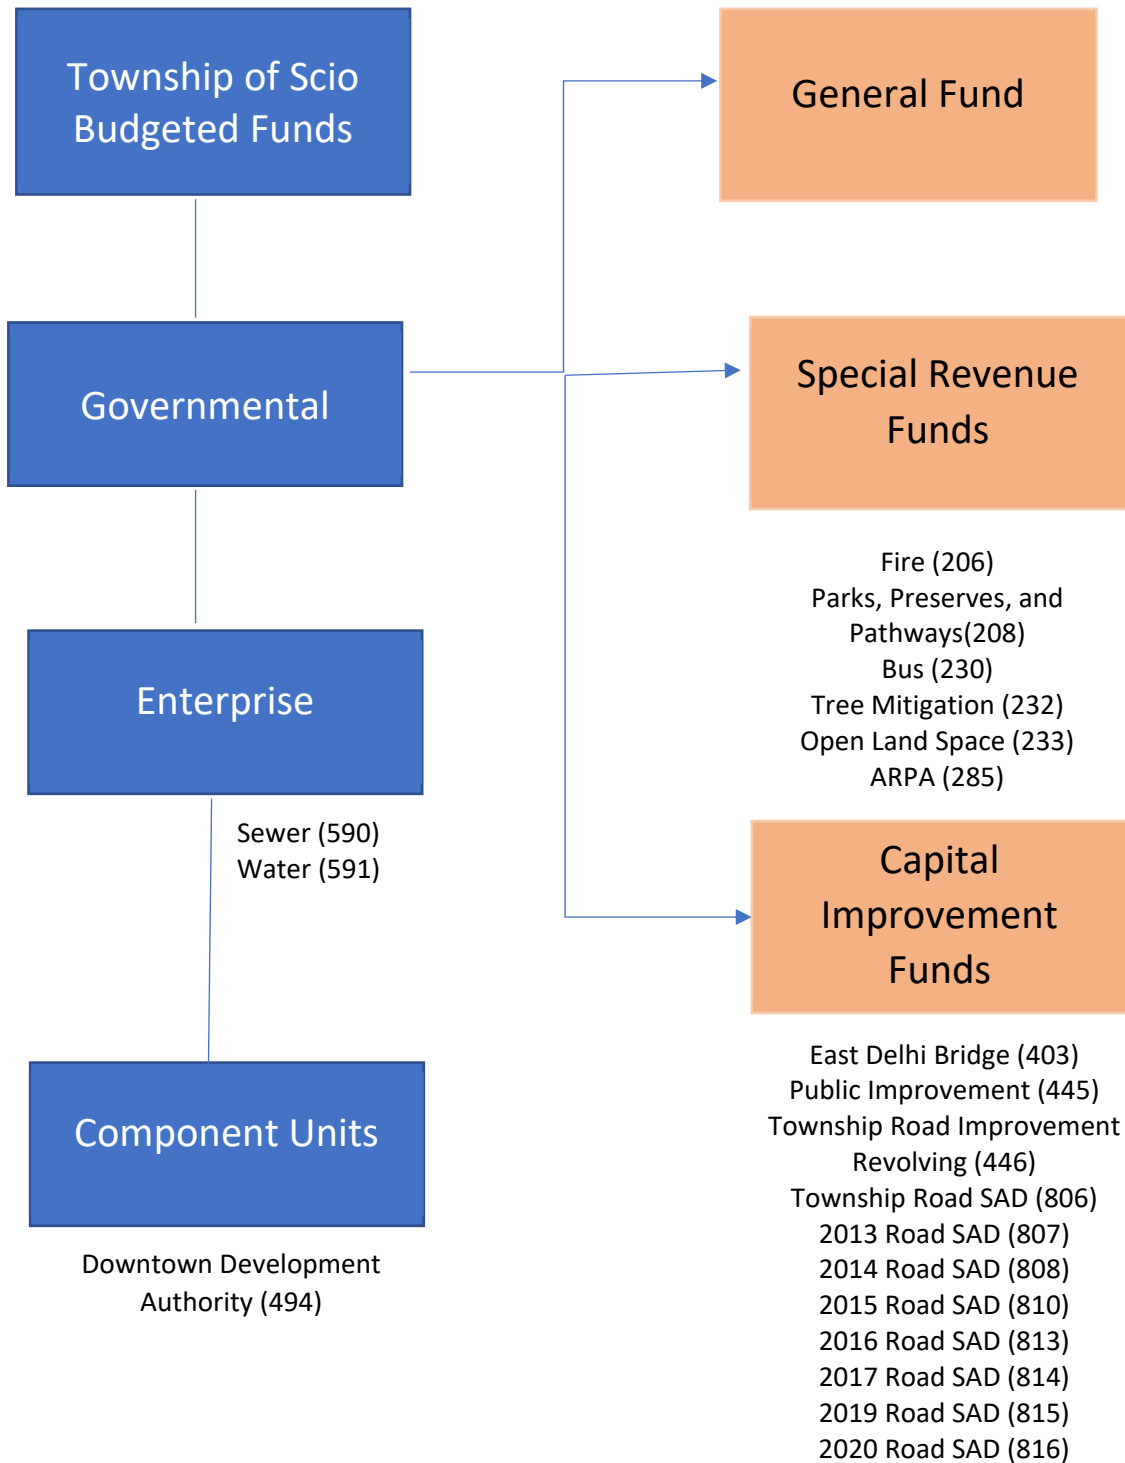 Township of Scio
Budgeted Funds
General Fund
Governmental
Special Revenue
Funds
Fire (206)
Parks, Preserves, and
Pathways(208)
Bus (230)
Tree Mitigation (232)
Open Land Space (233)
ARPA (285)
Enterprise
Sewer (590)
Water (591)
Capital
Improvement
Funds
East Delhi Bridge (403)
Public Improvement (445)
Township Road Improvement
Revolving (446)
Township Road SAD (806)
2013 Road SAD (807)
2014 Road SAD (808)
2015 Road SAD (810)
2016 Road SAD (813)
2017 Road SAD (814)
2019 Road SAD (815)
2020 Road SAD (816)
Component Units
Downtown Development
Authority (494)